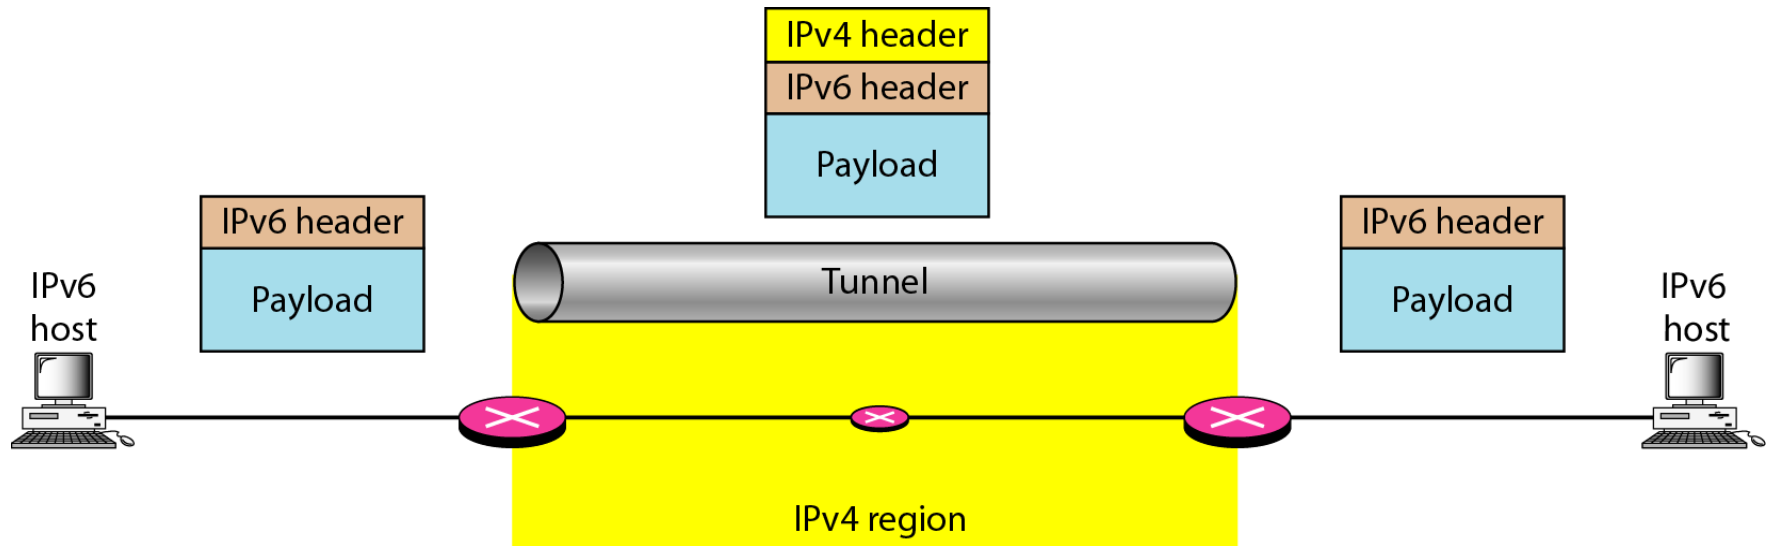 IPv4 header
IPv6 header
Payload
IPv6 header
Payload
IPv6
host
Tunnel
IPv6 header
Payload
IPv6
host
IPv4 region